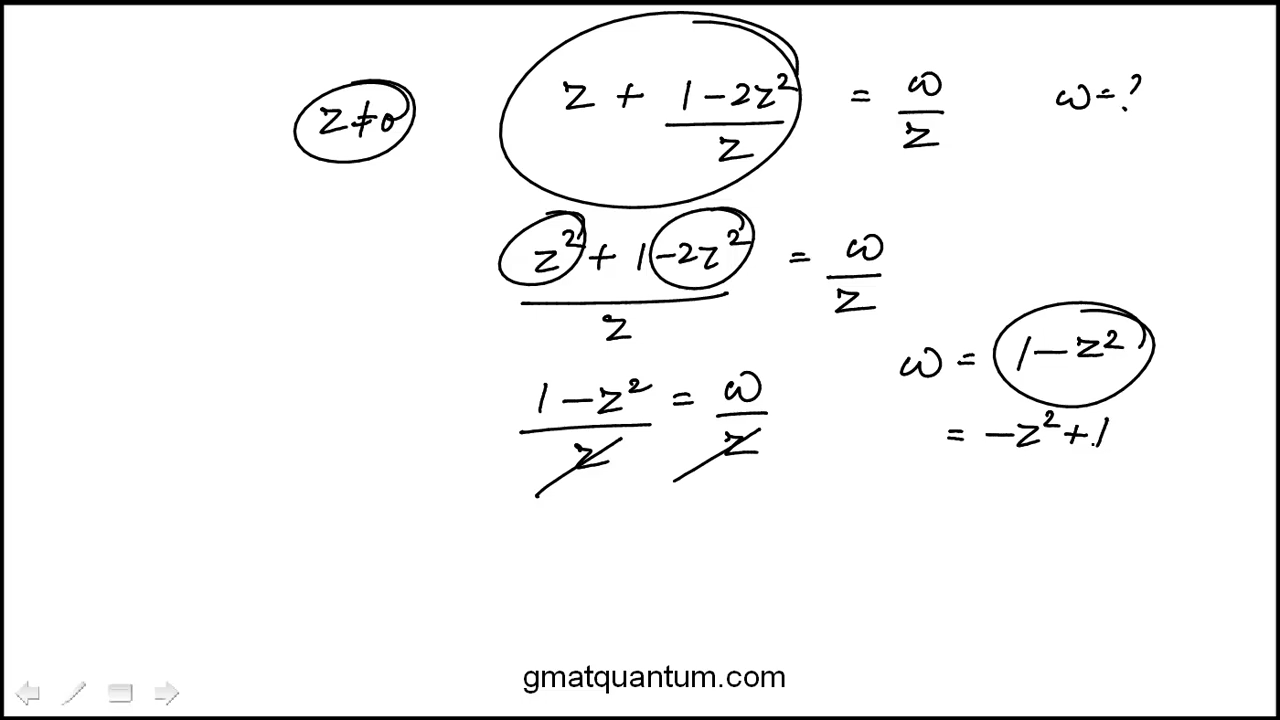 z≠0 z + (1-2z²)/z = ω/z ω=?
(z² + 1 -2z²)/z = ω/z
(1-z²)/z = ω/z ω = 1-z²
= -z²+1
gmatquantum.com